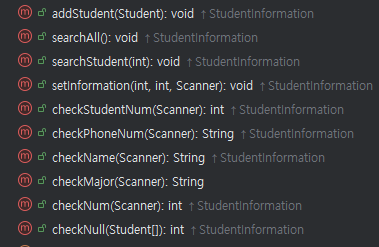 m addStudent(Student): void ↑StudentInformation
m searchAll(): void ↑StudentInformation
m searchStudent(int): void ↑StudentInformation
m setInformation(int, int, Scanner): void ↑StudentInformation
m checkStudentNum(Scanner): int ↑StudentInformation
m checkPhoneNum(Scanner): String ↑StudentInformation
m checkName(Scanner): String ↑StudentInformation
m checkMajor(Scanner): String
m checkNum(Scanner): int ↑StudentInformation
m checkNull(Student[]): int ↑StudentInformation